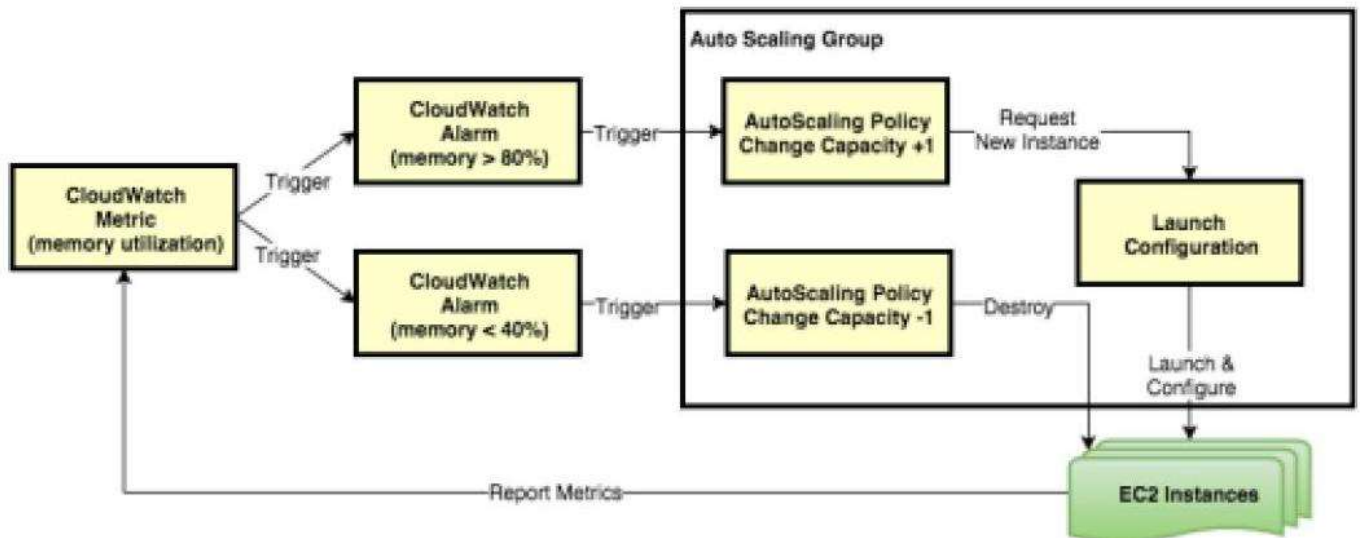 Auto Scaling Group
CloudWatch
Alarm
(memory > 80%)
Trigger
AutoScaling Policy
Change Capacity +1
Request
New Instance
CloudWatch
Metric
(memory utilization)
Trigger
Trigger
Launch
Configuration
CloudWatch
Alarm
(memory < 40%)
Trigger
AutoScaling Policy
Change Capacity -1
Destroy
Launch &
Configure
Report Metrics
EC2 Instances